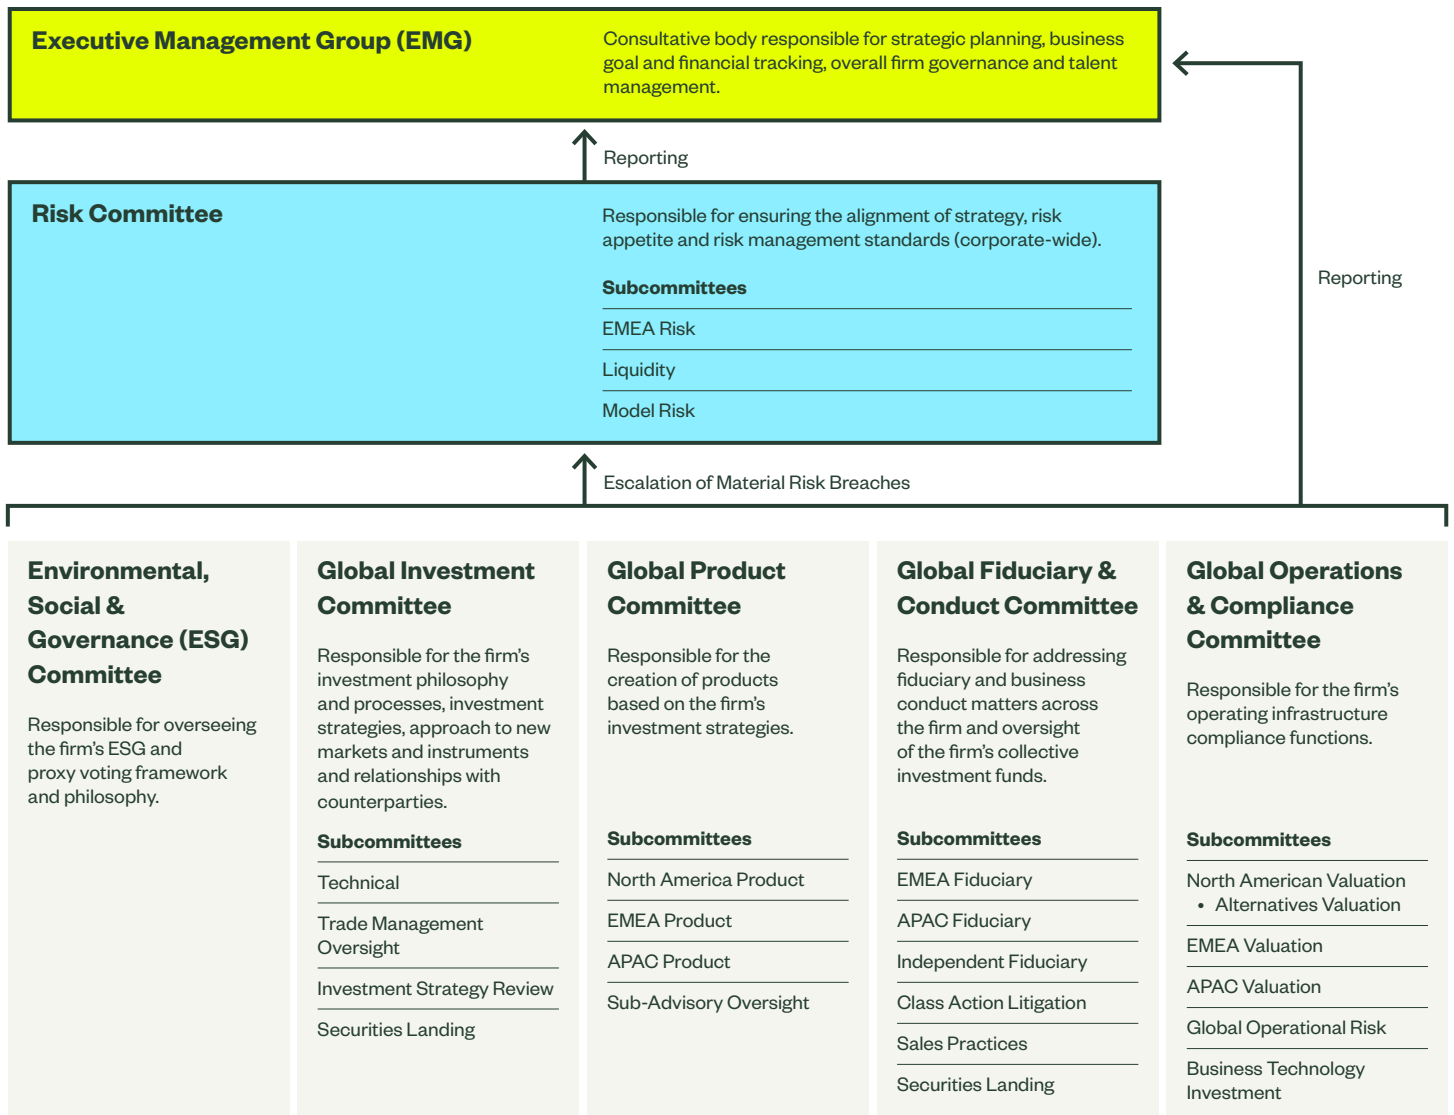 Executive Management Group (EMG)
Consultative body responsible for strategic planning, business
goal and financial tracking, overall firm governance and talent
management.
Reporting
Risk Committee
Responsible for ensuring the alignment of strategy, risk
appetite and risk management standards (corporate-wide).
Subcommittees
EMEA Risk
Liquidity
Model Risk
Reporting
Escalation of Material Risk Breaches
Environmental,
Social &
Governance (ESG)
Committee
Responsible for overseeing
the firm's ESG and
proxy voting framework
and philosophy.
Global Investment
Committee
Responsible for the firm's
investment philosophy
and processes, investment
strategies, approach to new
markets and instruments
and relationships with
counterparties.
Subcommittees
Technical
Trade Management
Oversight
Investment Strategy Review
Securities Landing
Global Product
Committee
Responsible for the
creation of products
based on the firm's
investment strategies.
Subcommittees
North America Product
EMEA Product
APAC Product
Sub-Advisory Oversight
Global Fiduciary &
Conduct Committee
Responsible for addressing
fiduciary and business
conduct matters across
the firm and oversight
of the firm's collective
investment funds.
Subcommittees
EMEA Fiduciary
APAC Fiduciary
Independent Fiduciary
Class Action Litigation
Sales Practices
Securities Landing
Global Operations
& Compliance
Committee
Responsible for the firm's
operating infrastructure
compliance functions.
Subcommittees
North American Valuation
• Alternatives Valuation
EMEA Valuation
APAC Valuation
Global Operational Risk
Business Technology
Investment